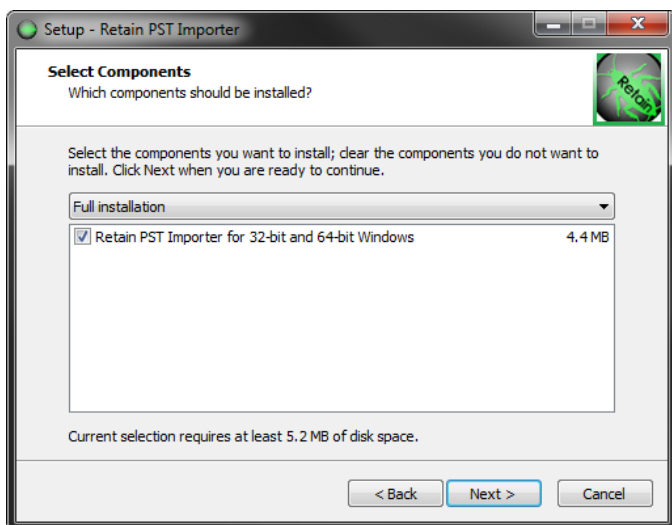 Setup - Retain PST Importer
Select Components
Which components should be installed?
Retain
Select the components you want to install; clear the components you do not want to
install. Click Next when you are ready to continue.
Full installation
Retain PST Importer for 32-bit and 64-bit Windows 4.4 MB
Current selection requires at least 5.2 MB of disk space.
< Back Next > Cancel